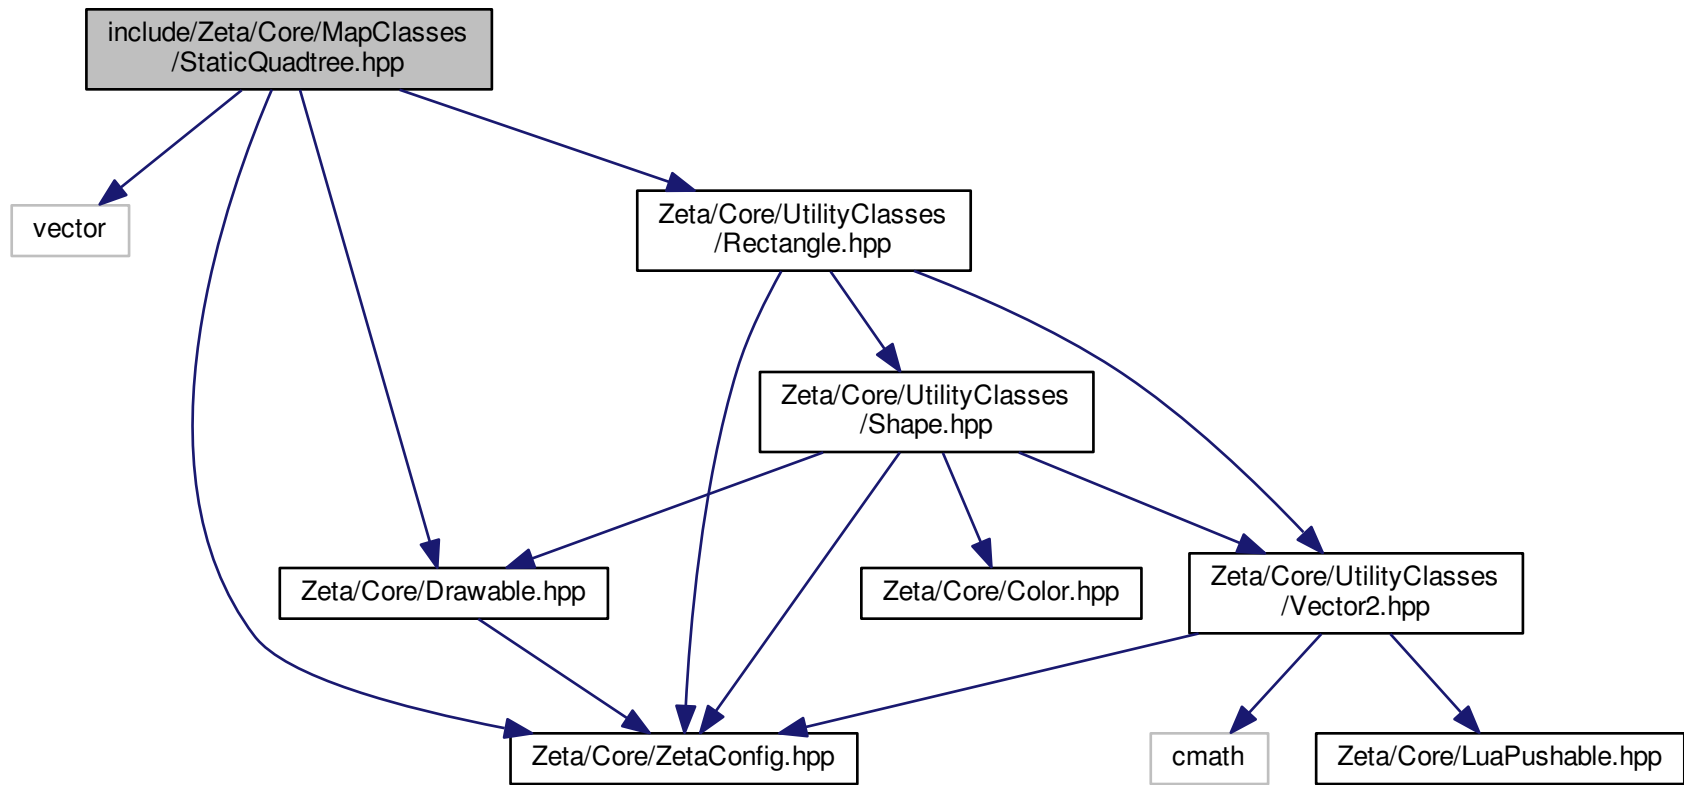 include/Zeta/Core/MapClasses
/StaticQuadtree.hpp
vector
Zeta/Core/UtilityClasses
/Rectangle.hpp
Zeta/Core/UtilityClasses
/Shape.hpp
Zeta/Core/Drawable.hpp
Zeta/Core/Color.hpp
Zeta/Core/UtilityClasses
/Vector2.hpp
Zeta/Core/ZetaConfig.hpp
cmath
Zeta/Core/LuaPushable.hpp